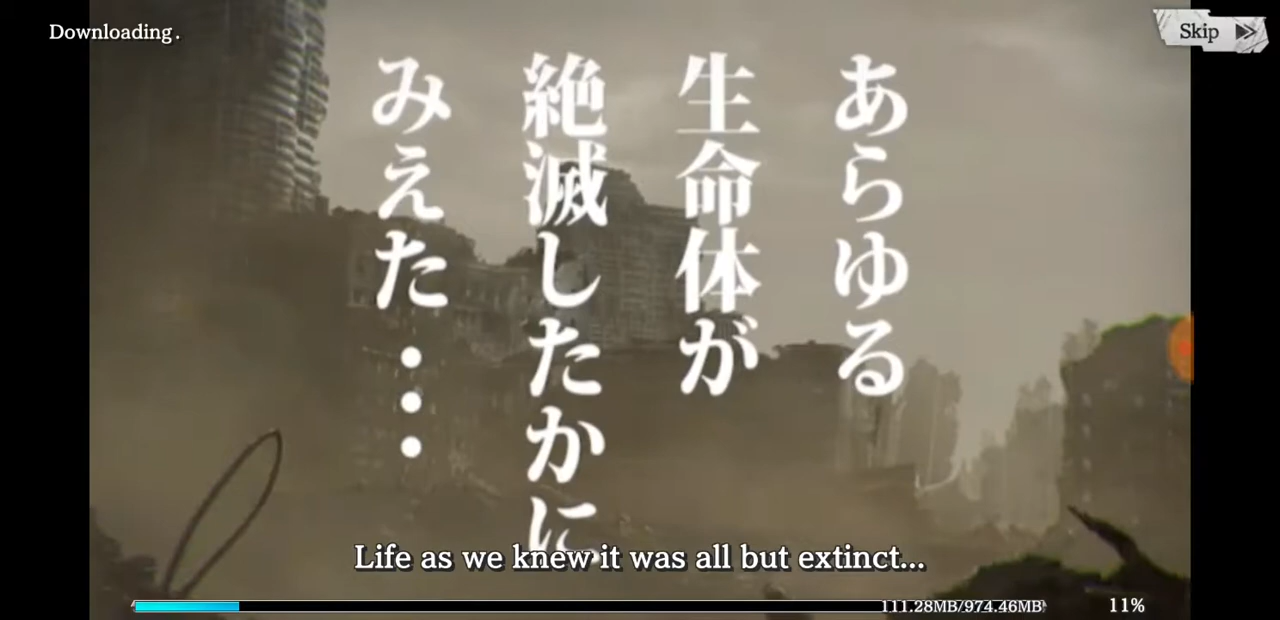 Downloading.
Skip
あらゆる
生命体が
絶滅したかに
みえた…
Life as we knew it was all but extinct...
111.28MB/974.46MB
11%